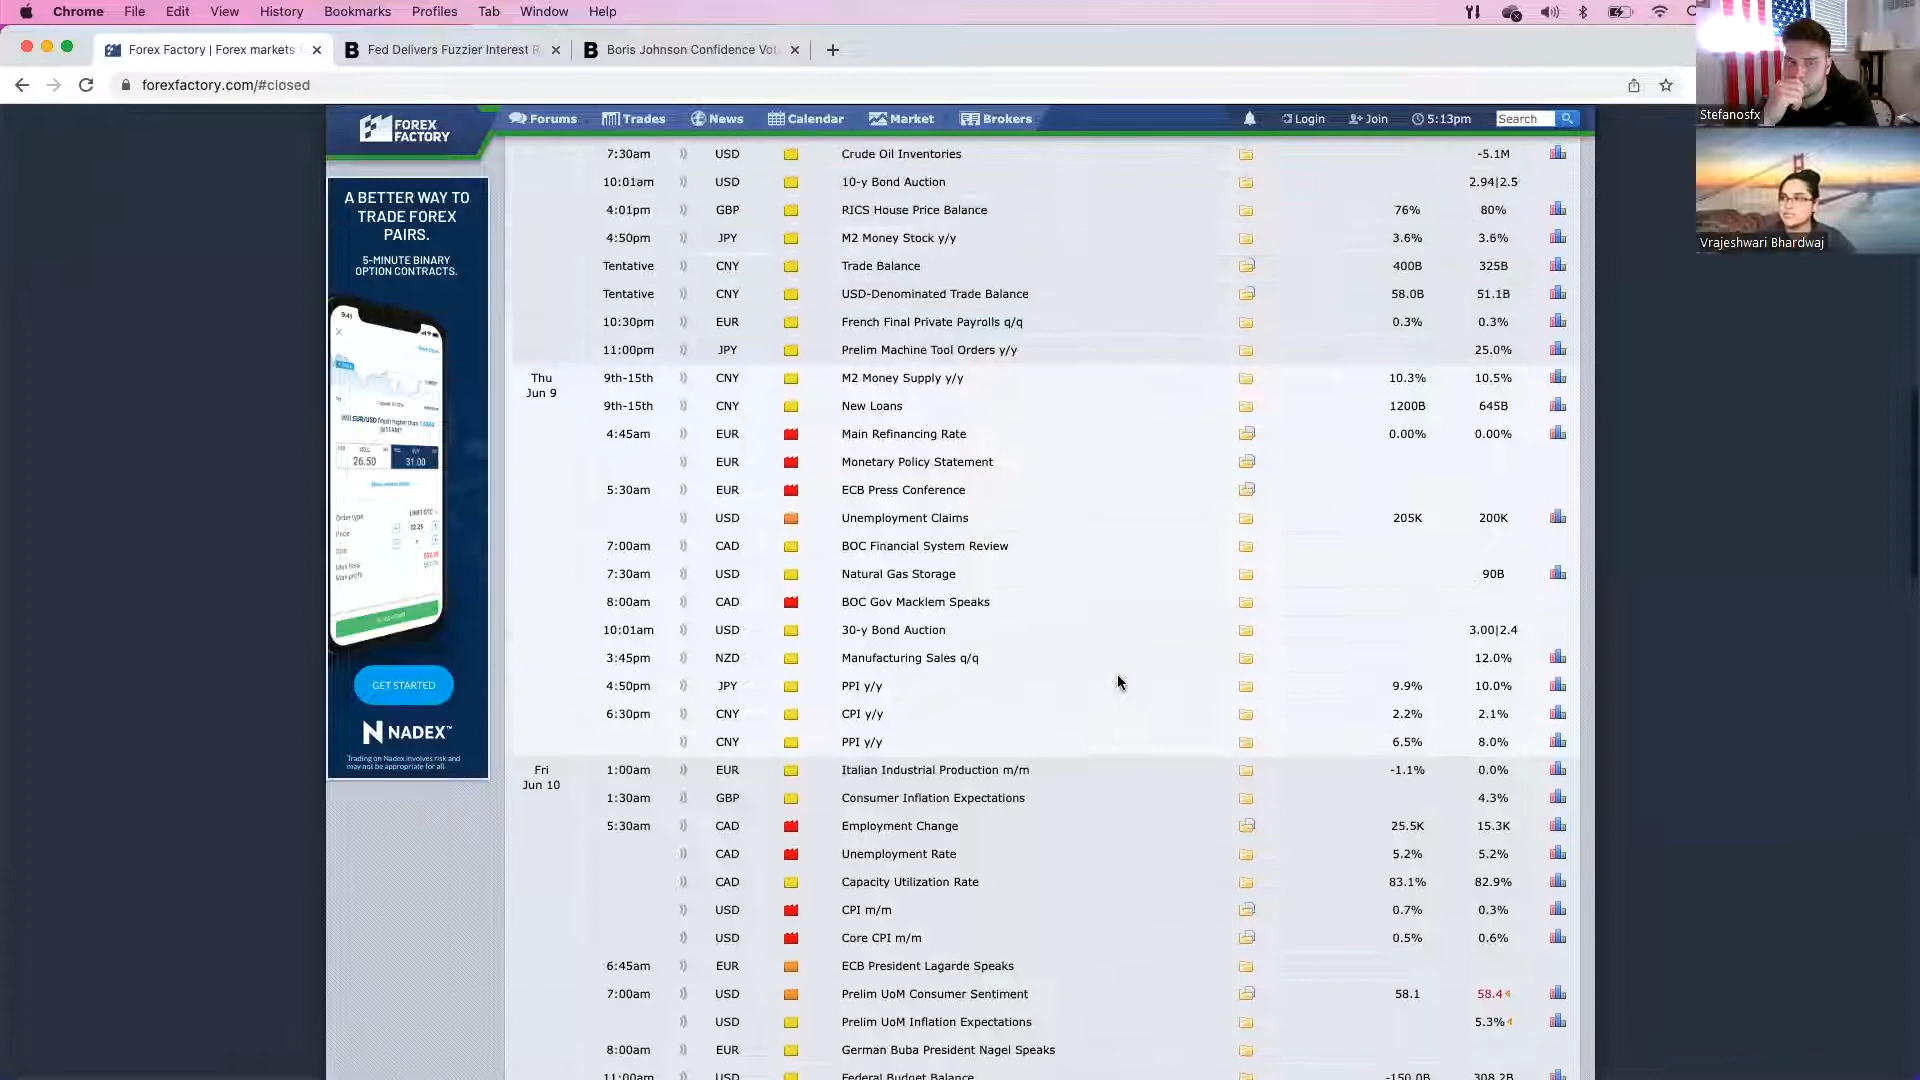 Chrome File Edit View History Bookmarks Profiles Tab Window Help
Forex Factory | Forex markets
Fed Delivers Fuzzier Interest R
Boris Johnson Confidence Vot
forexfactory.com/#closed
FOREX FACTORY
Forums Trades News Calendar Market Brokers Login Join 5:13pm Search
7:30am USD Crude Oil Inventories -5.1M
10:01am USD 10-y Bond Auction 2.94|2.5
4:01pm GBP RICS House Price Balance 76% 80%
4:50pm JPY M2 Money Stock y/y 3.6% 3.6%
Tentative CNY Trade Balance 400B 325B
Tentative CNY USD-Denominated Trade Balance 58.0B 51.1B
10:30pm EUR French Final Private Payrolls q/q 0.3% 0.3%
11:00pm JPY Prelim Machine Tool Orders y/y 25.0%
Thu Jun 9 9th-15th CNY M2 Money Supply y/y 10.3% 10.5%
9th-15th CNY New Loans 1200B 645B
4:45am EUR Main Refinancing Rate 0.00% 0.00%
EUR Monetary Policy Statement
5:30am EUR ECB Press Conference
USD Unemployment Claims 205K 200K
7:00am CAD BOC Financial System Review
7:30am USD Natural Gas Storage 90B
8:00am CAD BOC Gov Macklem Speaks
10:01am USD 30-y Bond Auction 3.00|2.4
3:45pm NZD Manufacturing Sales q/q 12.0%
4:50pm JPY PPI y/y 9.9% 10.0%
6:30pm CNY CPI y/y 2.2% 2.1%
CNY PPI y/y 6.5% 8.0%
Fri Jun 10 1:00am EUR Italian Industrial Production m/m -1.1% 0.0%
1:30am GBP Consumer Inflation Expectations 4.3%
5:30am CAD Employment Change 25.5K 15.3K
CAD Unemployment Rate 5.2% 5.2%
CAD Capacity Utilization Rate 83.1% 82.9%
USD CPI m/m 0.7% 0.3%
USD Core CPI m/m 0.5% 0.6%
6:45am EUR ECB President Lagarde Speaks
7:00am USD Prelim UoM Consumer Sentiment 58.1 58.4
USD Prelim UoM Inflation Expectations 5.3%
8:00am EUR German Buba President Nagel Speaks
11:00am USD Federal Budget Balance -150.0B 308.2B
A BETTER WAY TO
TRADE FOREX
PAIRS.
5-MINUTE BINARY
OPTION CONTRACTS.
26.50 31.00
Order type
Price
GET STARTED
NADEX™
Trading on Nadex involves risk and
may not be appropriate for all.
Stefanosfx
Vrajeshwari Bhardwaj